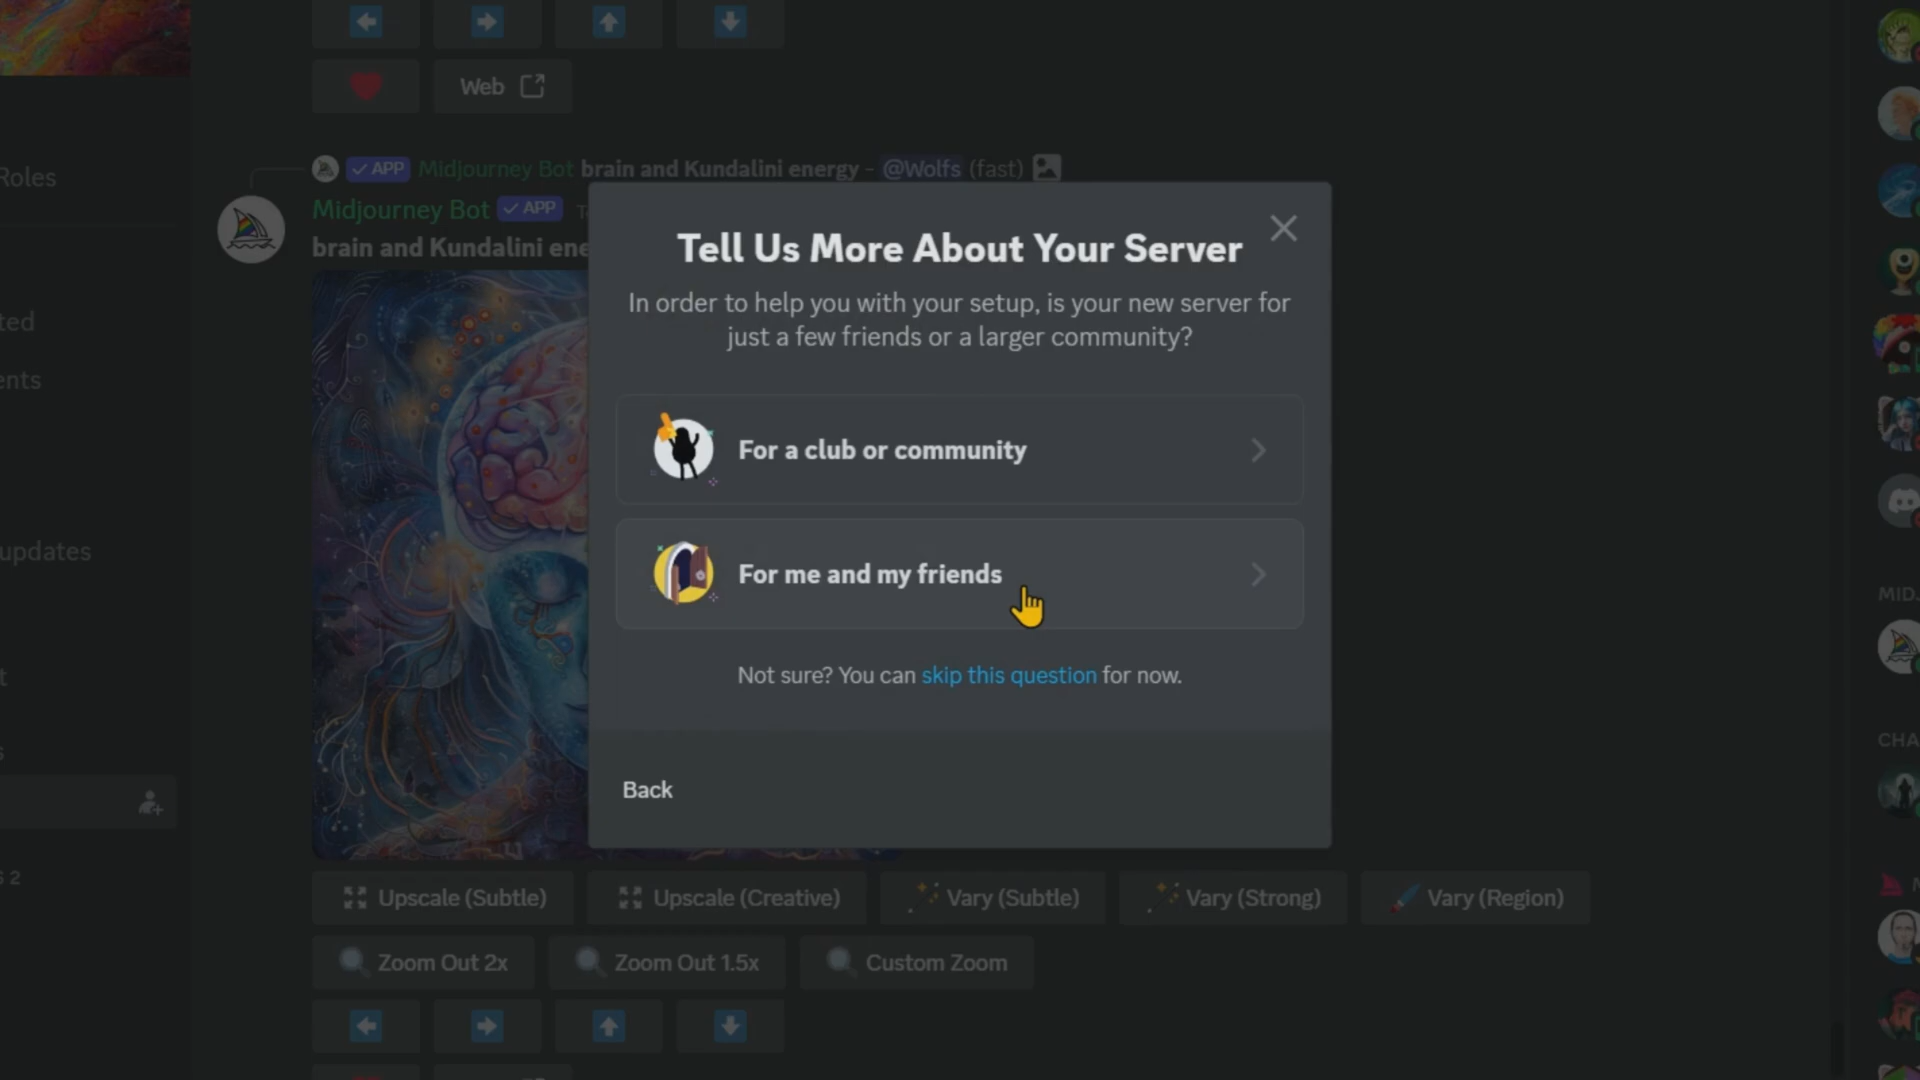 Web
Roles
APP Midjourney Bot brain and Kundalini energy - @Wolfs (fast)
Midjourney Bot APP
brain and Kundalini ene
Tell Us More About Your Server
In order to help you with your setup, is your new server for
just a few friends or a larger community?
ted
ents
For a club or community
updates
For me and my friends
MIDJ
Not sure? You can skip this question for now.
t
CHA
s
Back
S 2
Upscale (Subtle) Upscale (Creative) Vary (Subtle) Vary (Strong) Vary (Region)
Zoom Out 2x Zoom Out 1.5x Custom Zoom